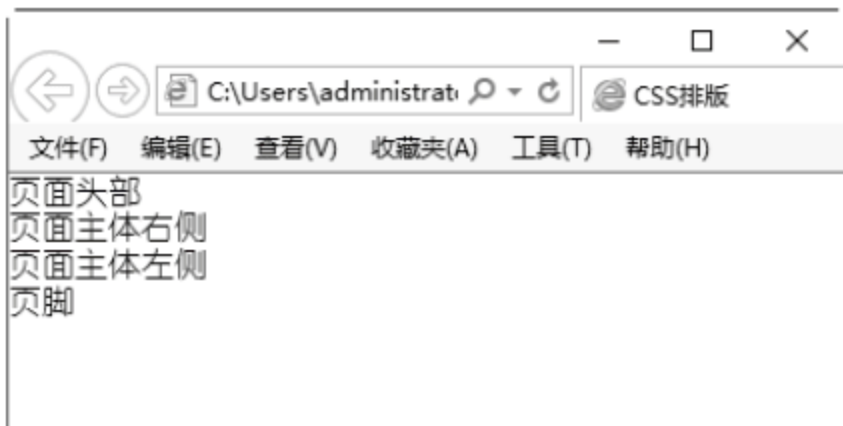 C:\Users\administrat
CSS排版
文件(F) 编辑(E) 查看(V) 收藏夹(A) 工具(T) 帮助(H)
页面头部
页面主体右侧
页面主体左侧
页脚